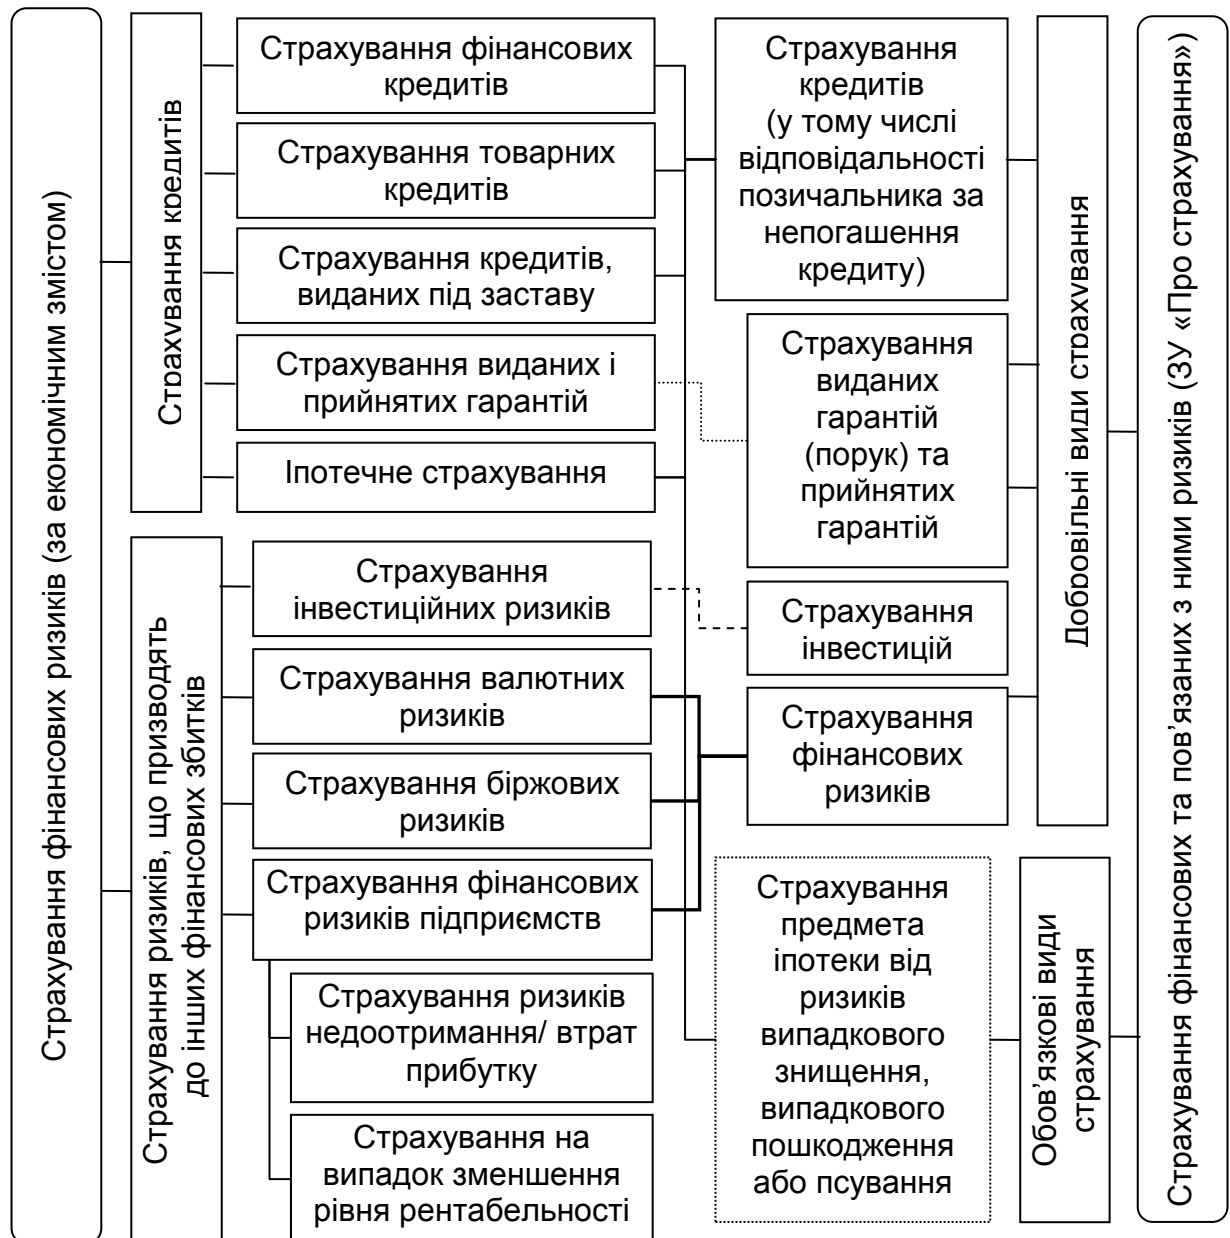 Страхування фінансових ризиків (за економічним змістом)
Страхування кредитів
Страхування фінансових
кредитів
Страхування товарних
кредитів
Страхування кредитів,
виданих під заставу
Страхування виданих і
прийнятих гарантій
Іпотечне страхування
Страхування ризиків, що призводять
до інших фінансових збитків
Страхування
інвестиційних ризиків
Страхування валютних
ризиків
Страхування біржових
ризиків
Страхування фінансових
ризиків підприємств
Страхування ризиків
недоотримання/ втрат
прибутку
Страхування на
випадок зменшення
рівня рентабельності
Страхування
кредитів
(у тому числі
відповідальності
позичальника за
непогашення
кредиту)
Страхування
виданих
гарантій
(порук) та
прийнятих
гарантій
Страхування
інвестицій
Страхування
фінансових
ризиків
Страхування
предмета
іпотеки від
ризиків
випадкового
знищення,
випадкового
пошкодження
або псування
Добровільні види страхування
Обов’язкові види
страхування
Страхування фінансових та пов’язаних з ними ризиків (ЗУ «Про страхування»)